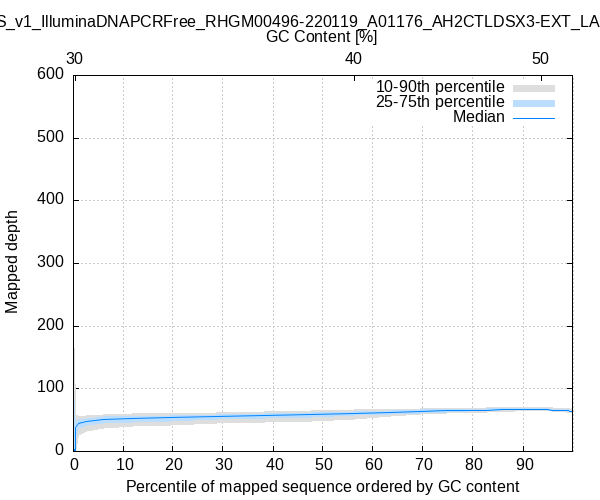 S_v1_IlluminaDNAPCRFree_RHGM00496-220119_A01176_AH2CTLDSX3-EXT_LA
GC Content [%]
30 40 50
600
500
400
300
200
100
0
10-90th percentile
25-75th percentile
Median
Mapped depth
0 10 20 30 40 50 60 70 80 90
Percentile of mapped sequence ordered by GC content